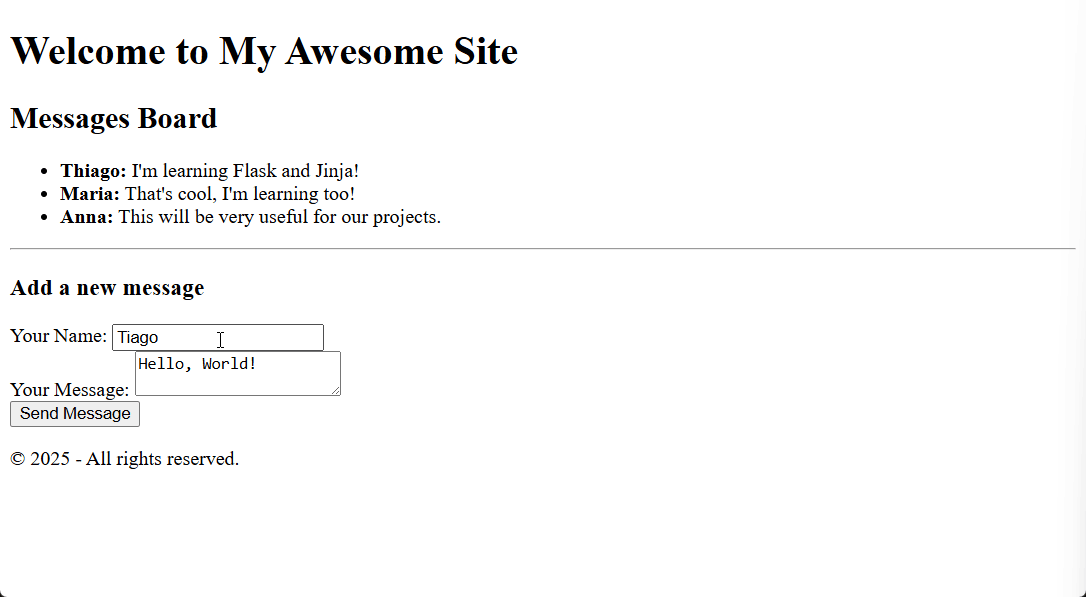 Welcome to My Awesome Site
Messages Board
• Thiago: I'm learning Flask and Jinja!
• Maria: That's cool, I'm learning too!
• Anna: This will be very useful for our projects.
Add a new message
Your Name: Tiago
Your Message: Hello, World!
Send Message
© 2025 - All rights reserved.